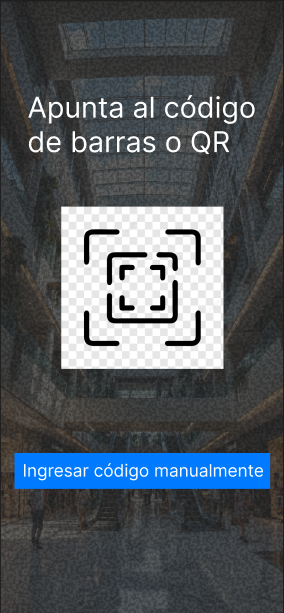 Apunta al código
de barras o QR
Ingresar código manualmente